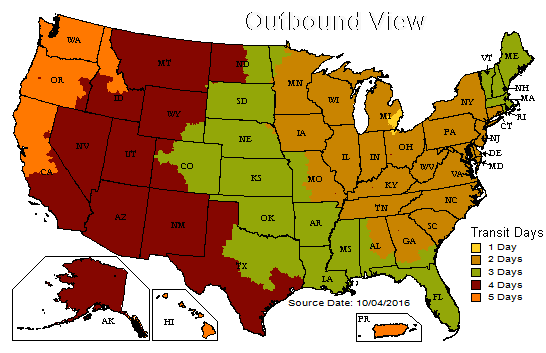 Outbound View
WA
MT
ND
MN
VT
ME
OR
ID
SD
WI
MI
NY
NH
MA
WY
RI
CT
NE
IA
PA
NJ
NV
UT
CO
IL
IN
OH
DE
MD
CA
KS
MO
WV
VA
KY
AZ
NM
OK
AR
TN
NC
SC
MS
AL
GA
TX
LA
FL
Transit Days
1 Day
2 Days
3 Days
4 Days
5 Days
Source Date: 10/04/2016
AK
HI
PR